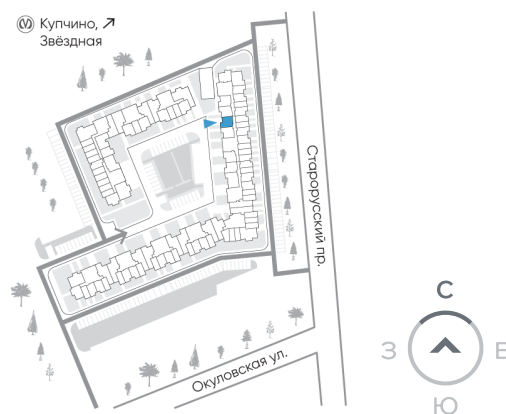 Купчино, ↗
Звёздная
Старорусский пр.
Окуловская ул.
С
З
В
Ю